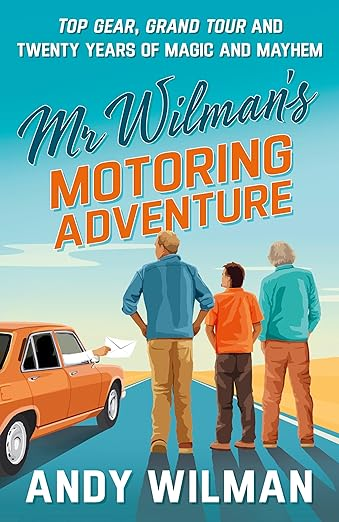 TOP GEAR, GRAND TOUR AND
TWENTY YEARS OF MAGIC AND MAYHEM
Mr Wilman's
MOTORING
ADVENTURE
ANDY WILMAN